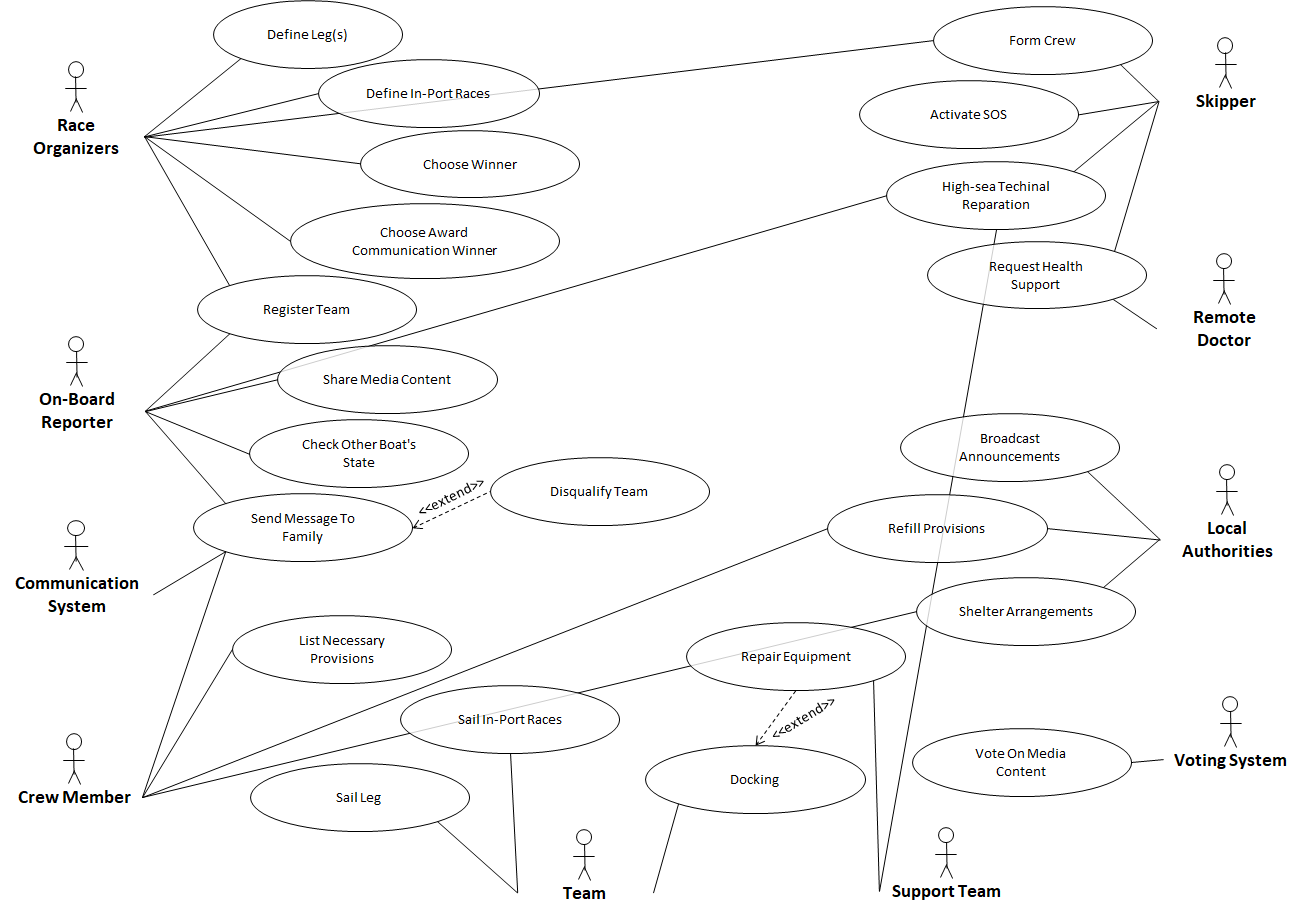 Define Leg(s)
Form Crew
Define In-Port Races
Skipper
Activate SOS
Race
Organizers
Choose Winner
High-sea Techinal
Reparation
Choose Award
Communication Winner
Request Health
Support
Register Team
Remote
Doctor
Share Media Content
On-Board
Reporter
Check Other Boat's
State
Broadcast
Announcements
<<extend>>
Disqualify Team
Send Message To
Family
Refill Provisions
Local
Authorities
Communication
System
Shelter Arrangements
List Necessary
Provisions
Repair Equipment
Sail In-Port Races
<<extend>>
Vote On Media
Content
Voting System
Docking
Crew Member
Sail Leg
Team
Support Team